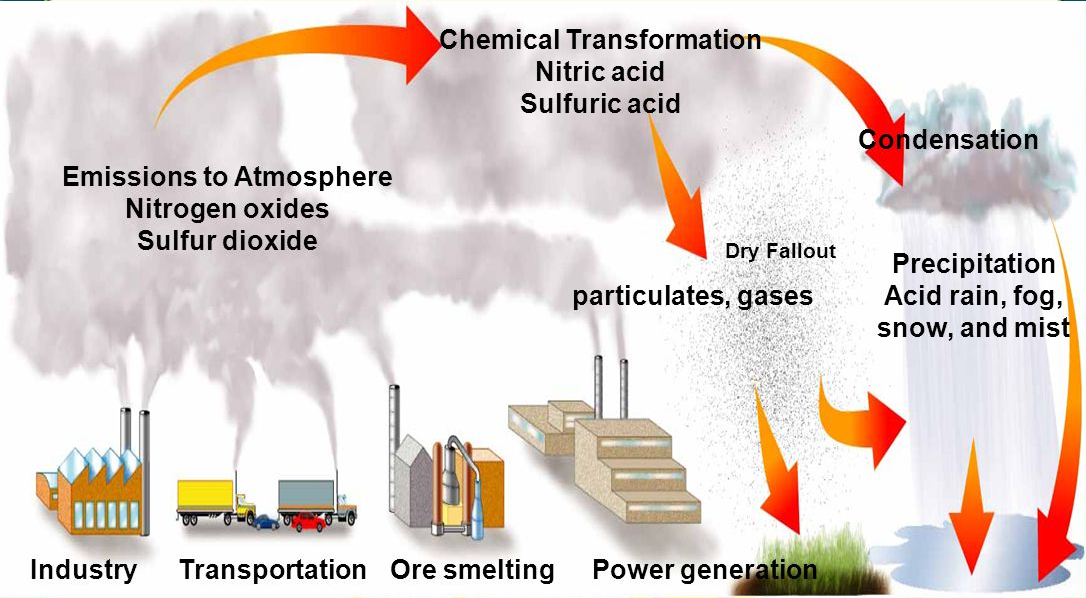 Chemical Transformation
Nitric acid
Sulfuric acid
Condensation
Emissions to Atmosphere
Nitrogen oxides
Sulfur dioxide
Dry Fallout
particulates, gases
Precipitation
Acid rain, fog,
snow, and mist
Industry
Transportation
Ore smelting
Power generation